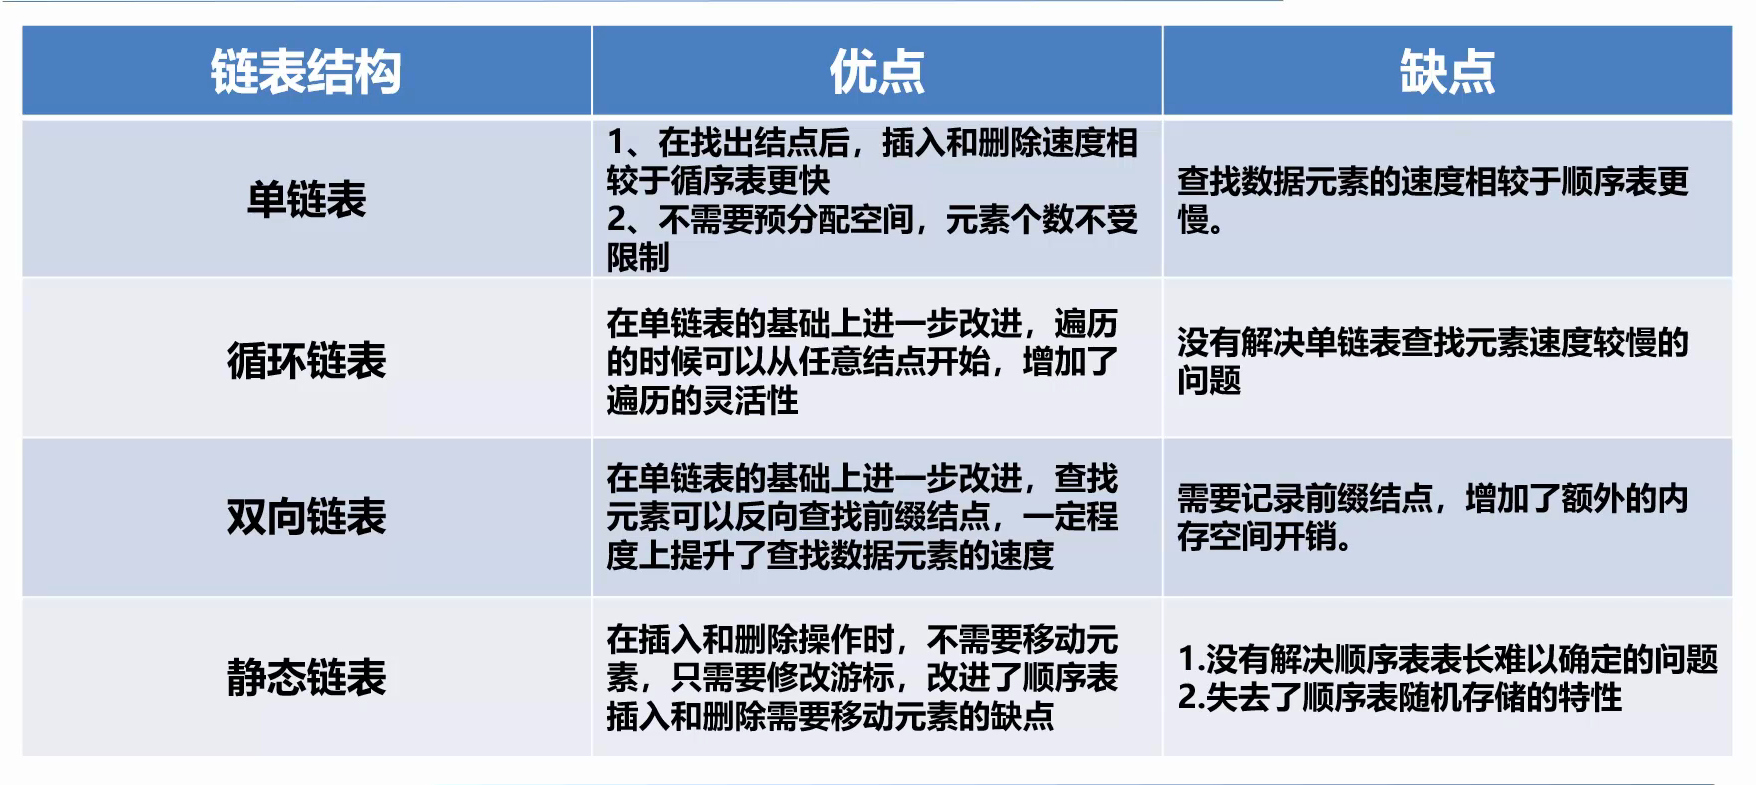 链表结构
优点
缺点
单链表
1、在找出结点后，插入和删除速度相
较于循序表更快
2、不需要预分配空间，元素个数不受
限制
查找数据元素的速度相较于顺序表更
慢。
循环链表
在单链表的基础上进一步改进，遍历
的时候可以从任意结点开始，增加了
遍历的灵活性
没有解决单链表查找元素速度较慢的
问题
双向链表
在单链表的基础上进一步改进，查找
元素可以反向查找前缀结点，一定程
度上提升了查找数据元素的速度
需要记录前缀结点，增加了额外的内
存空间开销。
静态链表
在插入和删除操作时，不需要移动元
素，只需要修改游标，改进了顺序表
插入和删除需要移动元素的缺点
1.没有解决顺序表表长难以确定的问题
2.失去了顺序表随机存储的特性